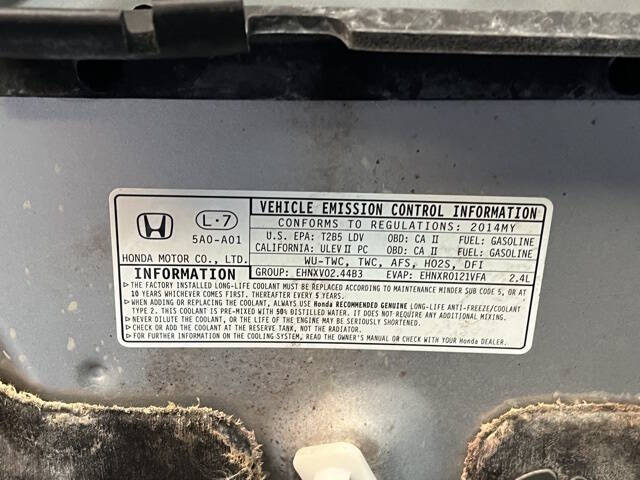 L·7
5A0-A01
HONDA MOTOR CO., LTD.
VEHICLE EMISSION CONTROL INFORMATION
CONFORMS TO REGULATIONS: 2014MY
U.S. EPA: T2B5 LDV OBD: CA II FUEL: GASOLINE
CALIFORNIA: ULEV II PC OBD: CA II FUEL: GASOLINE
WU-TWC, TWC, AFS, HO2S, DFI
GROUP: EHNXV02.44B3 EVAP: EHNXR0121VFA 2.4L
INFORMATION
▶THE FACTORY INSTALLED LONG-LIFE COOLANT MUST BE REPLACED ACCORDING TO MAINTENANCE MINDER SUB CODE 5, OR AT
10 YEARS WHICHEVER COMES FIRST. THEREAFTER EVERY 5 YEARS.
▶WHEN ADDING OR REPLACING THE COOLANT, ALWAYS USE Honda RECOMMENDED GENUINE LONG-LIFE ANTI-FREEZE/COOLANT
TYPE 2. THIS COOLANT IS PRE-MIXED WITH 50% DISTILLED WATER. IT DOES NOT REQUIRE ANY ADDITIONAL MIXING.
▶USE NEVER ALCOHOL COOLANT, OR THE LIFE OF THE ENGINE MAY BE SERIOUSLY SHORTENED.
▶CHECK OR ADD THE COOLANT AT THE RESERVE TANK, NOT THE RADIATOR.
▶FOR FURTHER INFORMATION ON THE COOLING-SYSTEM, READ THE OWNER'S MANUAL OR CHECK WITH YOUR Honda DEALER.